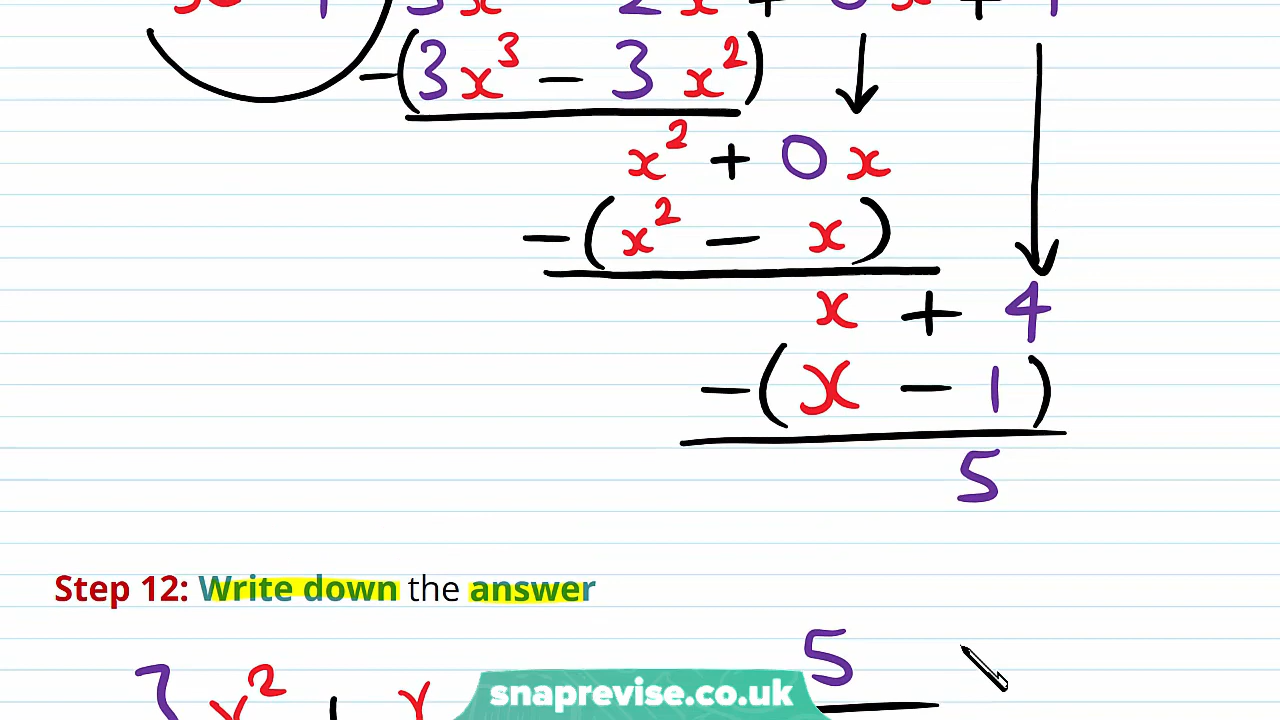 -(3x³ - 3x²)
x² + 0x
-(x² - x)
x + 4
-(x - 1)
5
Step 12: Write down the answer
5
snaprevise.co.uk